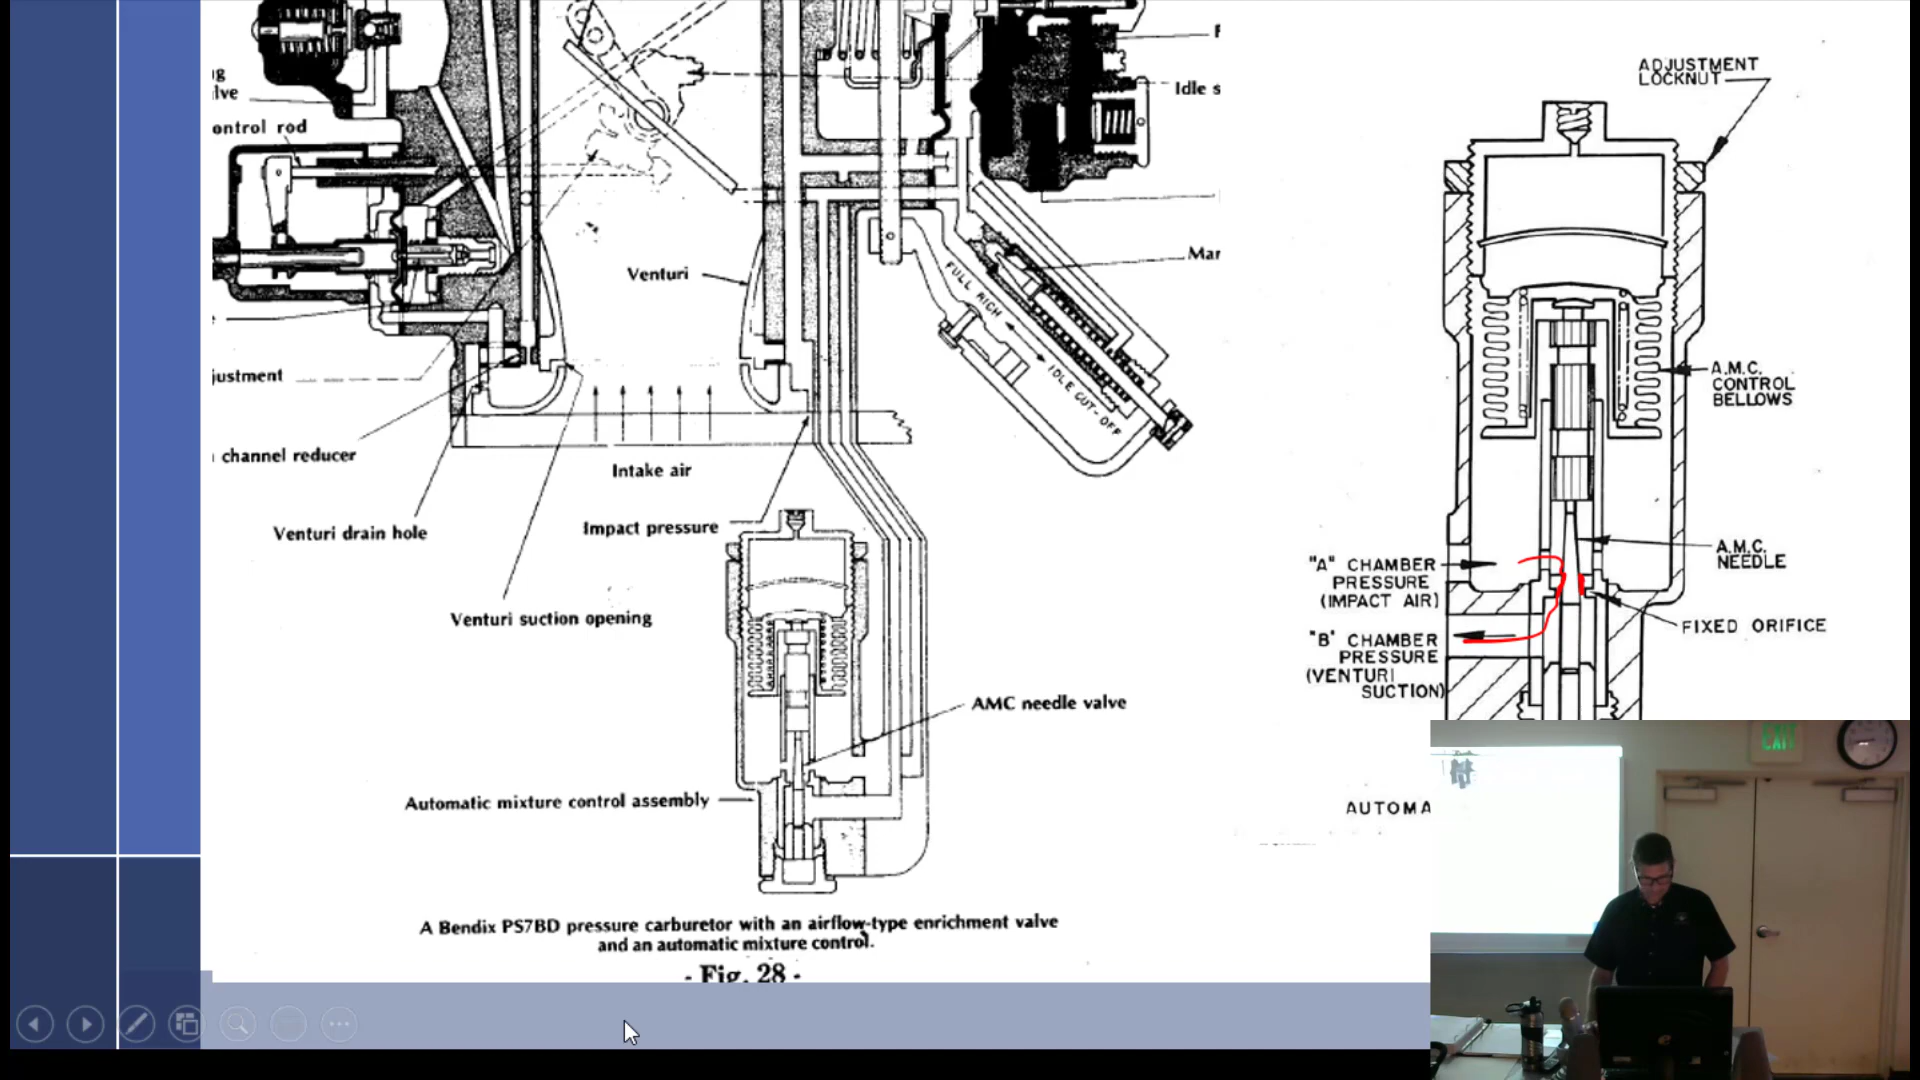 lve
ontrol rod
Idle s
Venturi
Mar
FULL RICH
IDLE CUT-OFF
justment
channel reducer
Intake air
Venturi drain hole
Impact pressure
Venturi suction opening
AMC needle valve
Automatic mixture control assembly
A Bendix PS7BD pressure carburetor with an airflow-type enrichment valve
and an automatic mixture control.
- Fig. 28 -
ADJUSTMENT
LOCKNUT
A.M.C.
CONTROL
BELLOWS
A.M.C.
NEEDLE
"A" CHAMBER
PRESSURE
(IMPACT AIR)
FIXED ORIFICE
"B" CHAMBER
PRESSURE
(VENTURI
SUCTION)
AUTOMA
EXIT